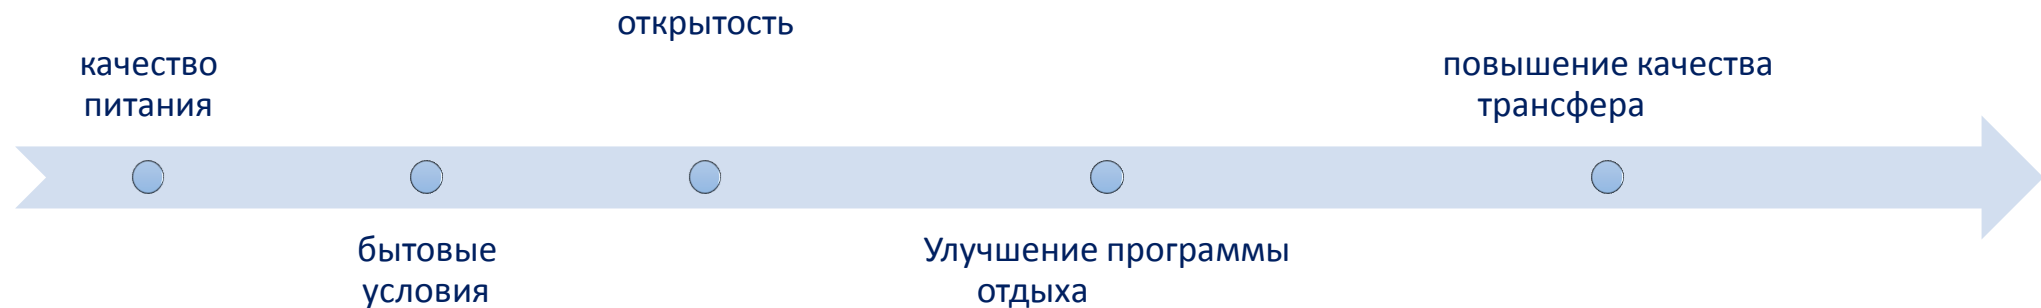 качество
питания
бытовые
условия
открытость
Улучшение программы
отдыха
повышение качества
трансфера